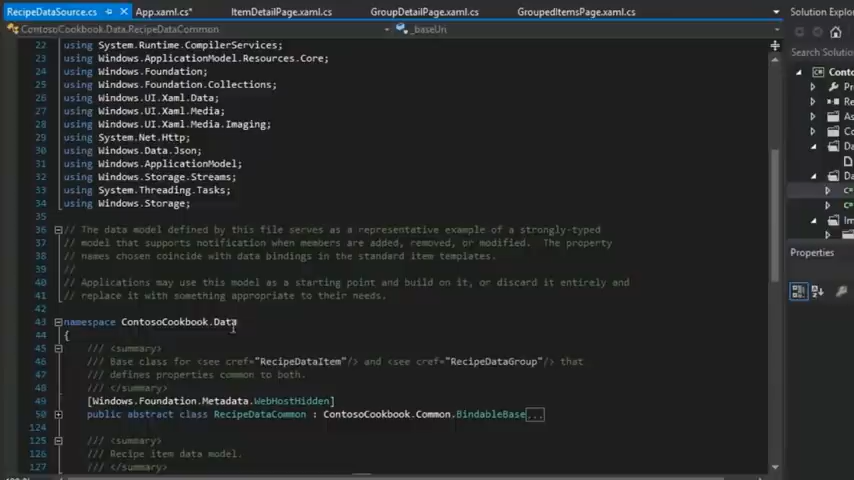 RecipeDataSource.cs
App.xaml.cs*
ItemDetailPage.xaml.cs
GroupDetailPage.xaml.cs
GroupedItemsPage.xaml.cs
Solution Explo
ContosoCookbook.Data.RecipeDataCommon
_baseUri
Search Solutio
22 using System.Runtime.CompilerServices;
23 using Windows.ApplicationModel.Resources.Core;
24 using Windows.Foundation;
25 using Windows.Foundation.Collections;
26 using Windows.UI.Xaml.Data;
27 using Windows.UI.Xaml.Media;
28 using Windows.UI.Xaml.Media.Imaging;
29 using System.Net.Http;
30 using Windows.Data.Json;
31 using Windows.ApplicationModel;
32 using Windows.Storage.Streams;
33 using System.Threading.Tasks;
34 using Windows.Storage;
35
36 // The data model defined by this file serves as a representative example of a strongly-typed
37 // model that supports notification when members are added, removed, or modified.  The property
38 // names chosen coincide with data bindings in the standard item templates.
39 //
40 // Applications may use this model as a starting point and build on it, or discard it entirely and
41 // replace it with something appropriate to their needs.
42
43 namespace ContosoCookbook.Data
44 {
45 /// <summary>
46 /// Base class for <see cref="RecipeDataItem"/> and <see cref="RecipeDataGroup"/> that
47 /// defines properties common to both.
48 /// </summary>
49 [Windows.Foundation.Metadata.WebHostHidden]
50 public abstract class RecipeDataCommon : ContosoCookbook.Common.BindableBase...
124
125 /// <summary>
126 /// Recipe item data model.
127 /// </summary>
C# Conto
Pr
Re
As
Co
Da
Da
C#
C#
Im
Properties